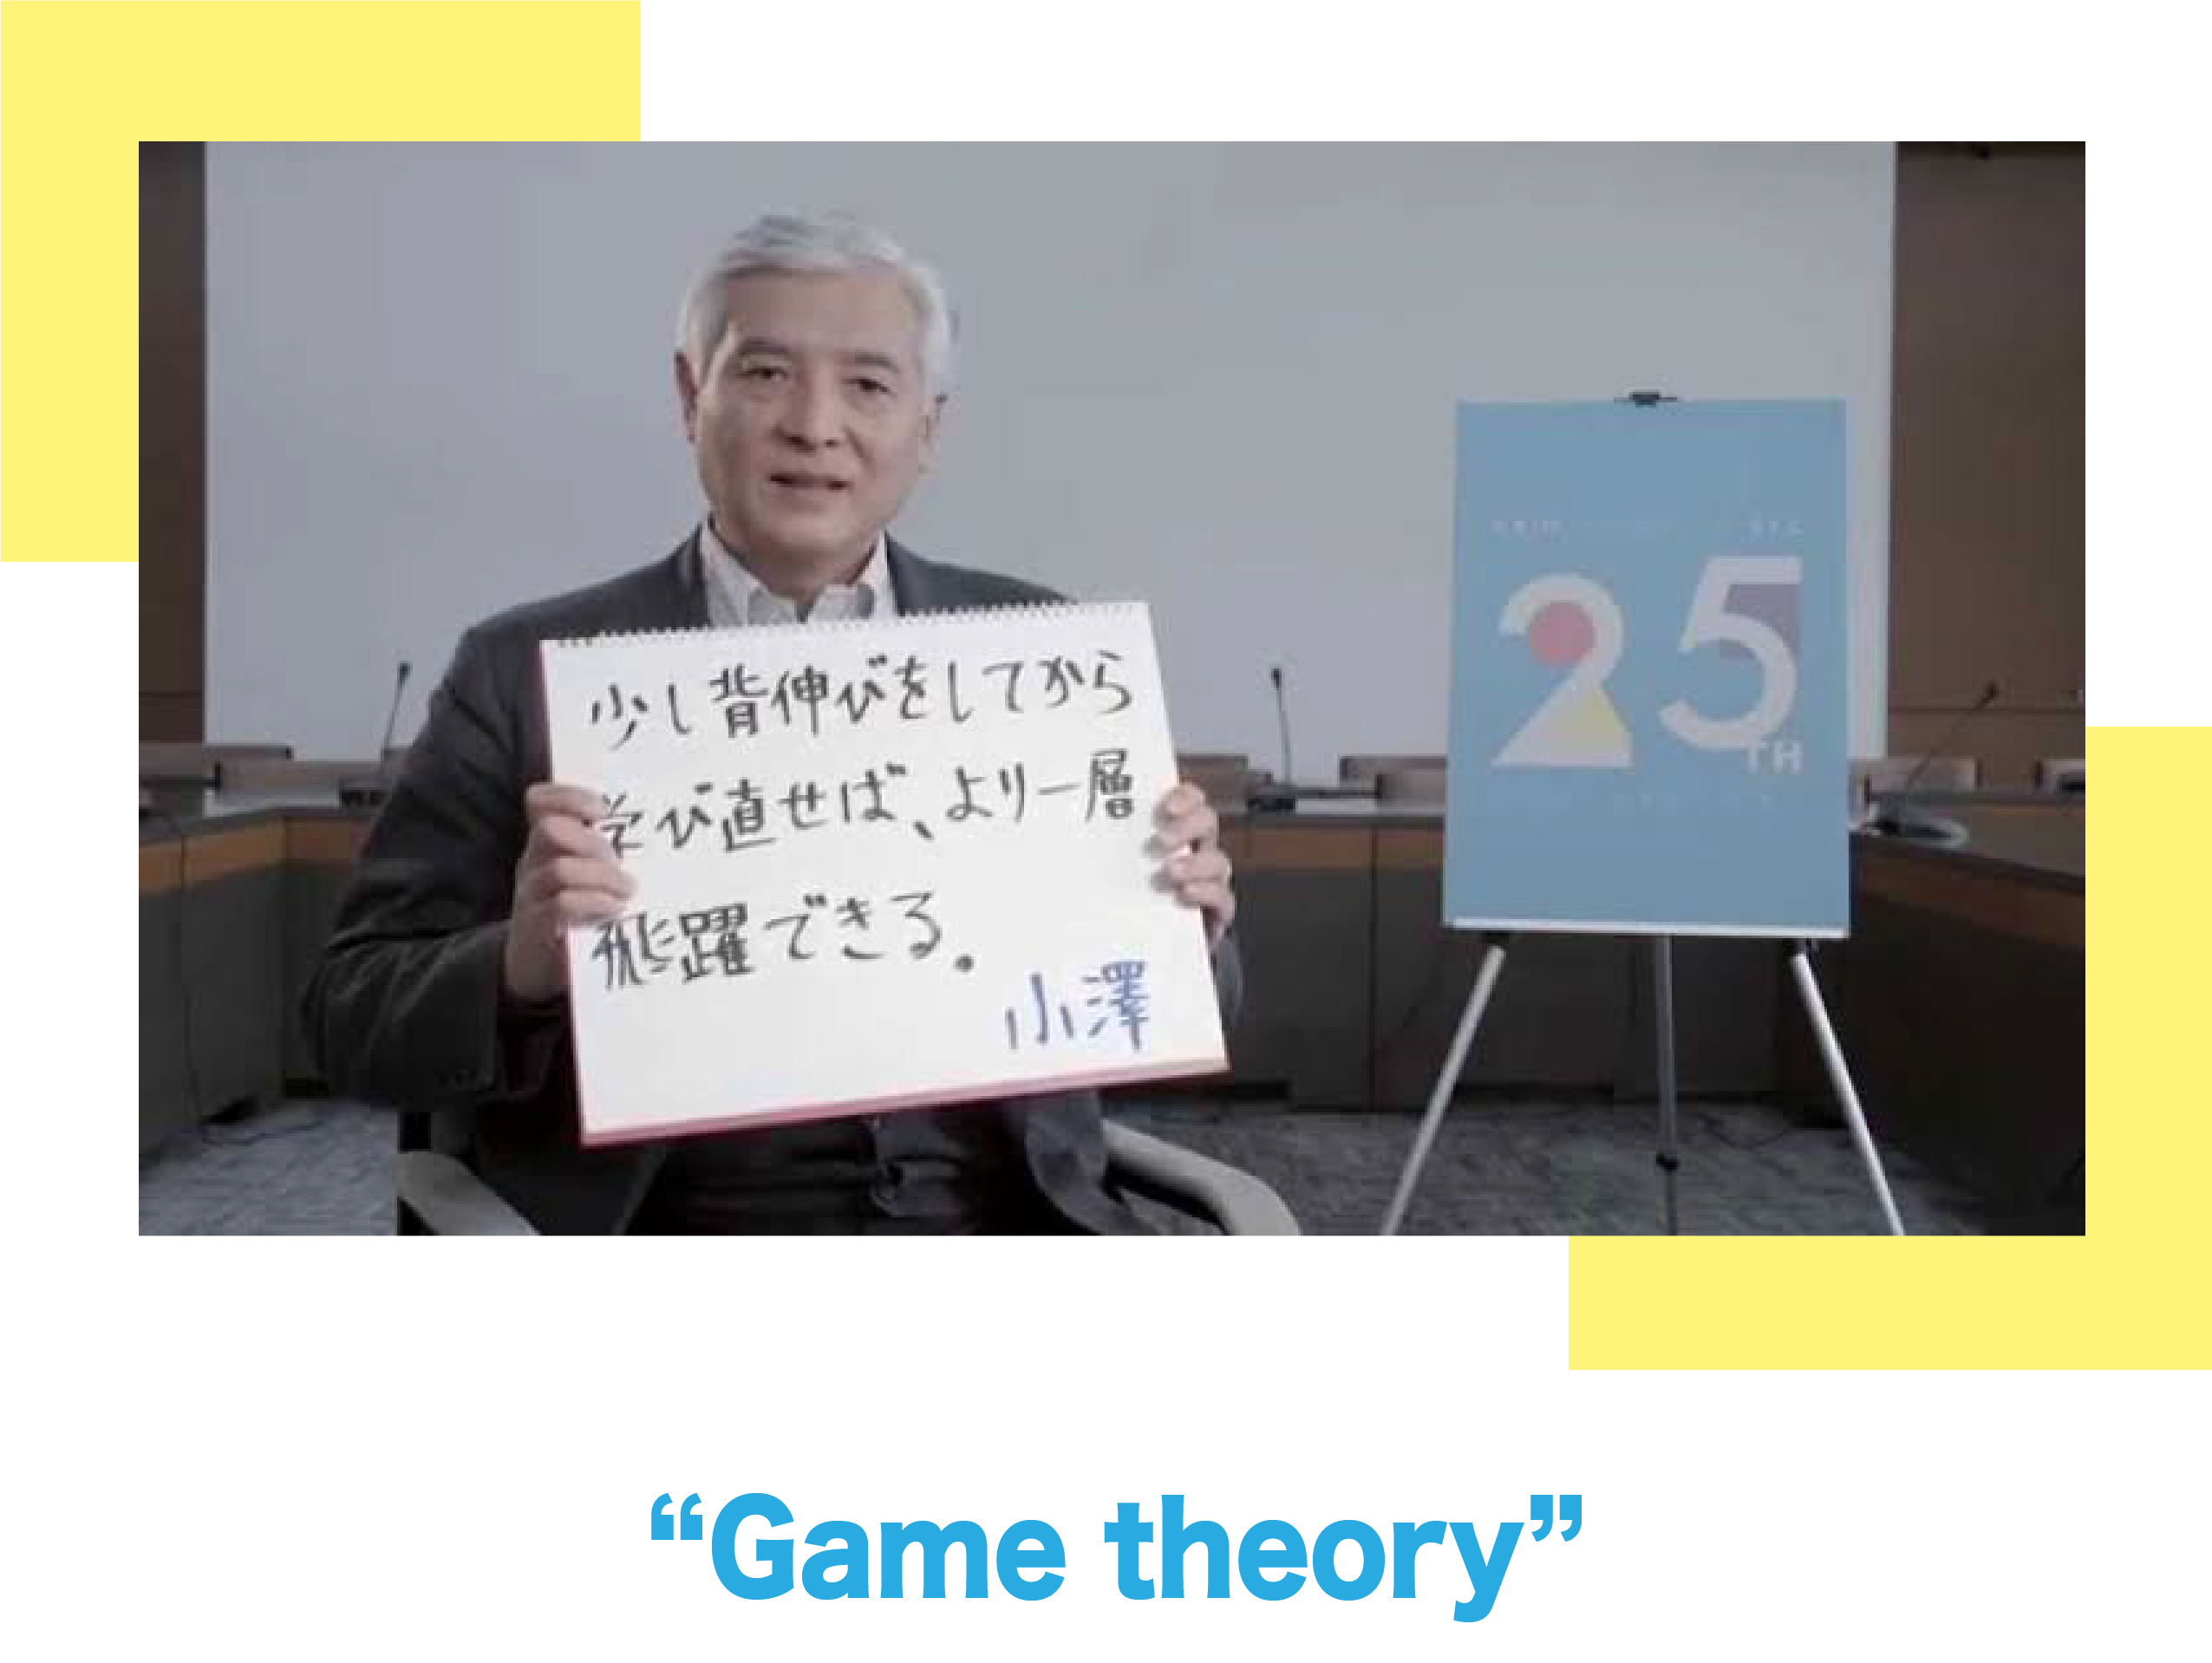 少し背伸びをしてから
学び直せば、より一層
飛躍できる。
小澤
25
TH
“Game theory”